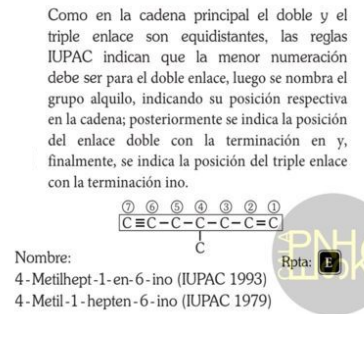 Como en la cadena principal el doble y el
triple enlace son equidistantes, las reglas
IUPAC indican que la menor numeración
debe ser para el doble enlace, luego se nombra el
grupo alquilo, indicando su posición respectiva
en la cadena; posteriormente se indica la posición
del enlace doble con la terminación en y,
finalmente, se indica la posición del triple enlace
con la terminación ino.
⑦ ⑥ ⑤ ④ ③ ② ①
C≡C-C-C-C-C=C
C
Nombre:
Rpta: E
4-Metilhept-1-en-6-ino (IUPAC 1993)
4-Metil-1-hepten-6-ino (IUPAC 1979)